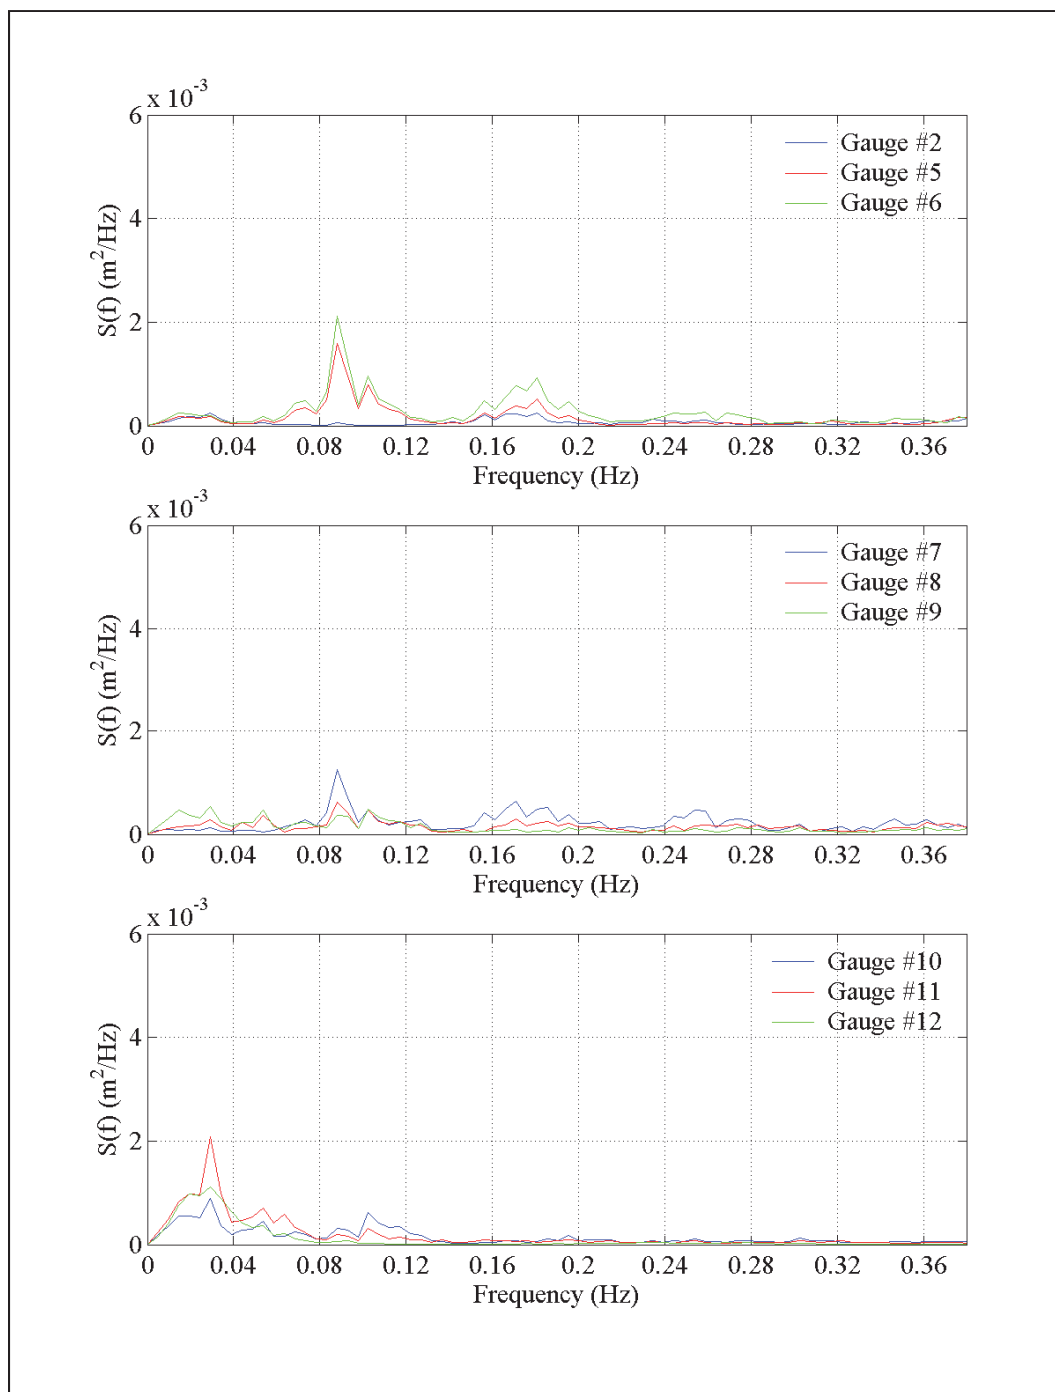 x 10-3
6
Gauge #2
Gauge #5
Gauge #6
4
S(f) (m2/Hz)
2
0
0 0.04 0.08 0.12 0.16 0.2 0.24 0.28 0.32 0.36
Frequency (Hz)
x 10-3
6
Gauge #7
Gauge #8
Gauge #9
4
S(f) (m2/Hz)
2
0
0 0.04 0.08 0.12 0.16 0.2 0.24 0.28 0.32 0.36
Frequency (Hz)
x 10-3
6
Gauge #10
Gauge #11
Gauge #12
4
S(f) (m2/Hz)
2
0
0 0.04 0.08 0.12 0.16 0.2 0.24 0.28 0.32 0.36
Frequency (Hz)